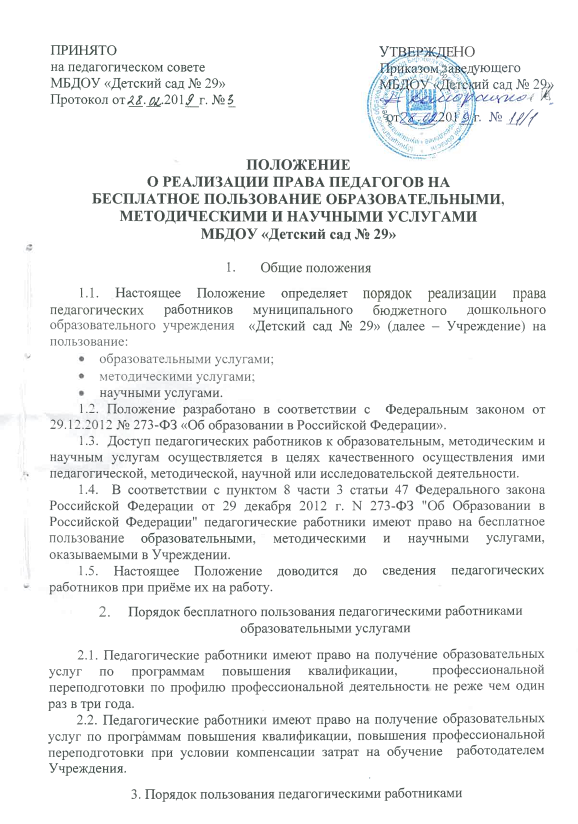 ПРИНЯТО
на педагогическом совете
МБДОУ «Детский сад № 29»
Протокол от 28.02.2019 г. № 3
УТВЕРЖДЕНО
Приказом заведующего
МБДОУ «Детский сад № 29»
от 28.02.2019 г. №
ПОЛОЖЕНИЕ
О РЕАЛИЗАЦИИ ПРАВА ПЕДАГОГОВ НА
БЕСПЛАТНОЕ ПОЛЬЗОВАНИЕ ОБРАЗОВАТЕЛЬНЫМИ,
МЕТОДИЧЕСКИМИ И НАУЧНЫМИ УСЛУГАМИ
МБДОУ «Детский сад № 29»
1. Общие положения
1.1. Настоящее Положение определяет порядок реализации права
педагогических работников муниципального бюджетного дошкольного
образовательного учреждения «Детский сад № 29» (далее – Учреждение) на
пользование:
• образовательными услугами;
• методическими услугами;
• научными услугами.
1.2. Положение разработано в соответствии с Федеральным законом от
29.12.2012 № 273-ФЗ «Об образовании в Российской Федерации».
1.3. Доступ педагогических работников к образовательным, методическим и
научным услугам осуществляется в целях качественного осуществления ими
педагогической, методической, научной или исследовательской деятельности.
1.4. В соответствии с пунктом 8 части 3 статьи 47 Федерального закона
Российской Федерации от 29 декабря 2012 г. N 273-ФЗ "Об Образовании в
Российской Федерации" педагогические работники имеют право на бесплатное
пользование образовательными, методическими и научными услугами,
оказываемыми в Учреждении.
1.5. Настоящее Положение доводится до сведения педагогических
работников при приёме их на работу.
2. Порядок бесплатного пользования педагогическими работниками
образовательными услугами
2.1. Педагогические работники имеют право на получение образовательных
услуг по программам повышения квалификации, профессиональной
переподготовки по профилю профессиональной деятельности не реже чем один
раз в три года.
2.2. Педагогические работники имеют право на получение образовательных
услуг по программам повышения квалификации, повышения профессиональной
переподготовки при условии компенсации затрат на обучение работодателем
Учреждения.
3. Порядок пользования педагогическими работниками